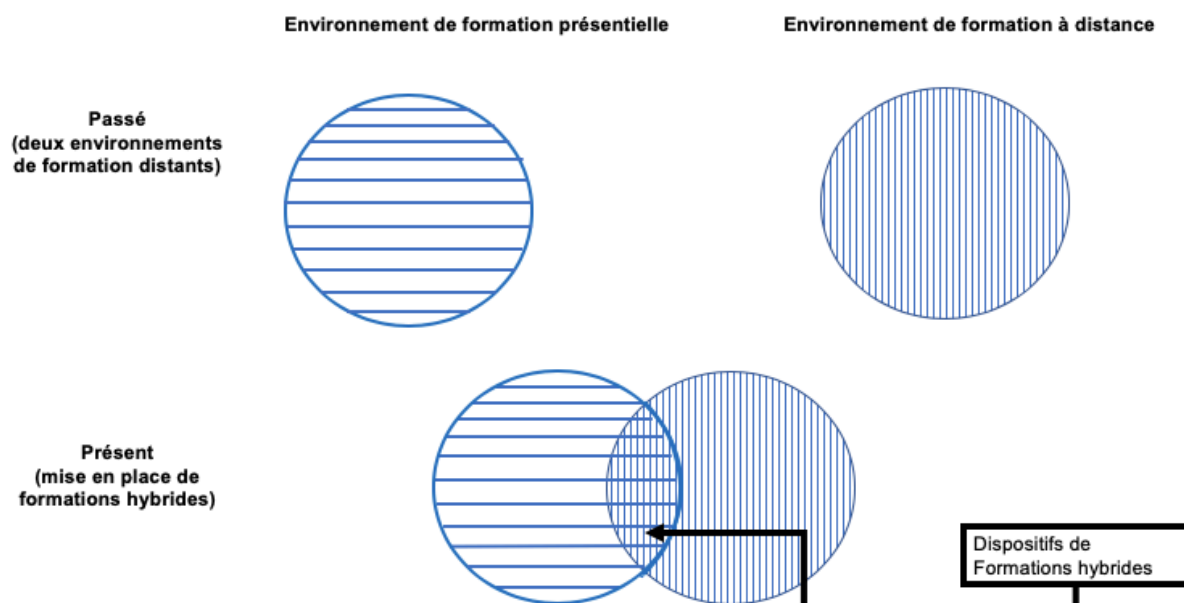 Environnement de formation présentielle
Environnement de formation à distance
Passé
(deux environnements
de formation distants)
Présent
(mise en place de
formations hybrides)
Dispositifs de
Formations hybrides